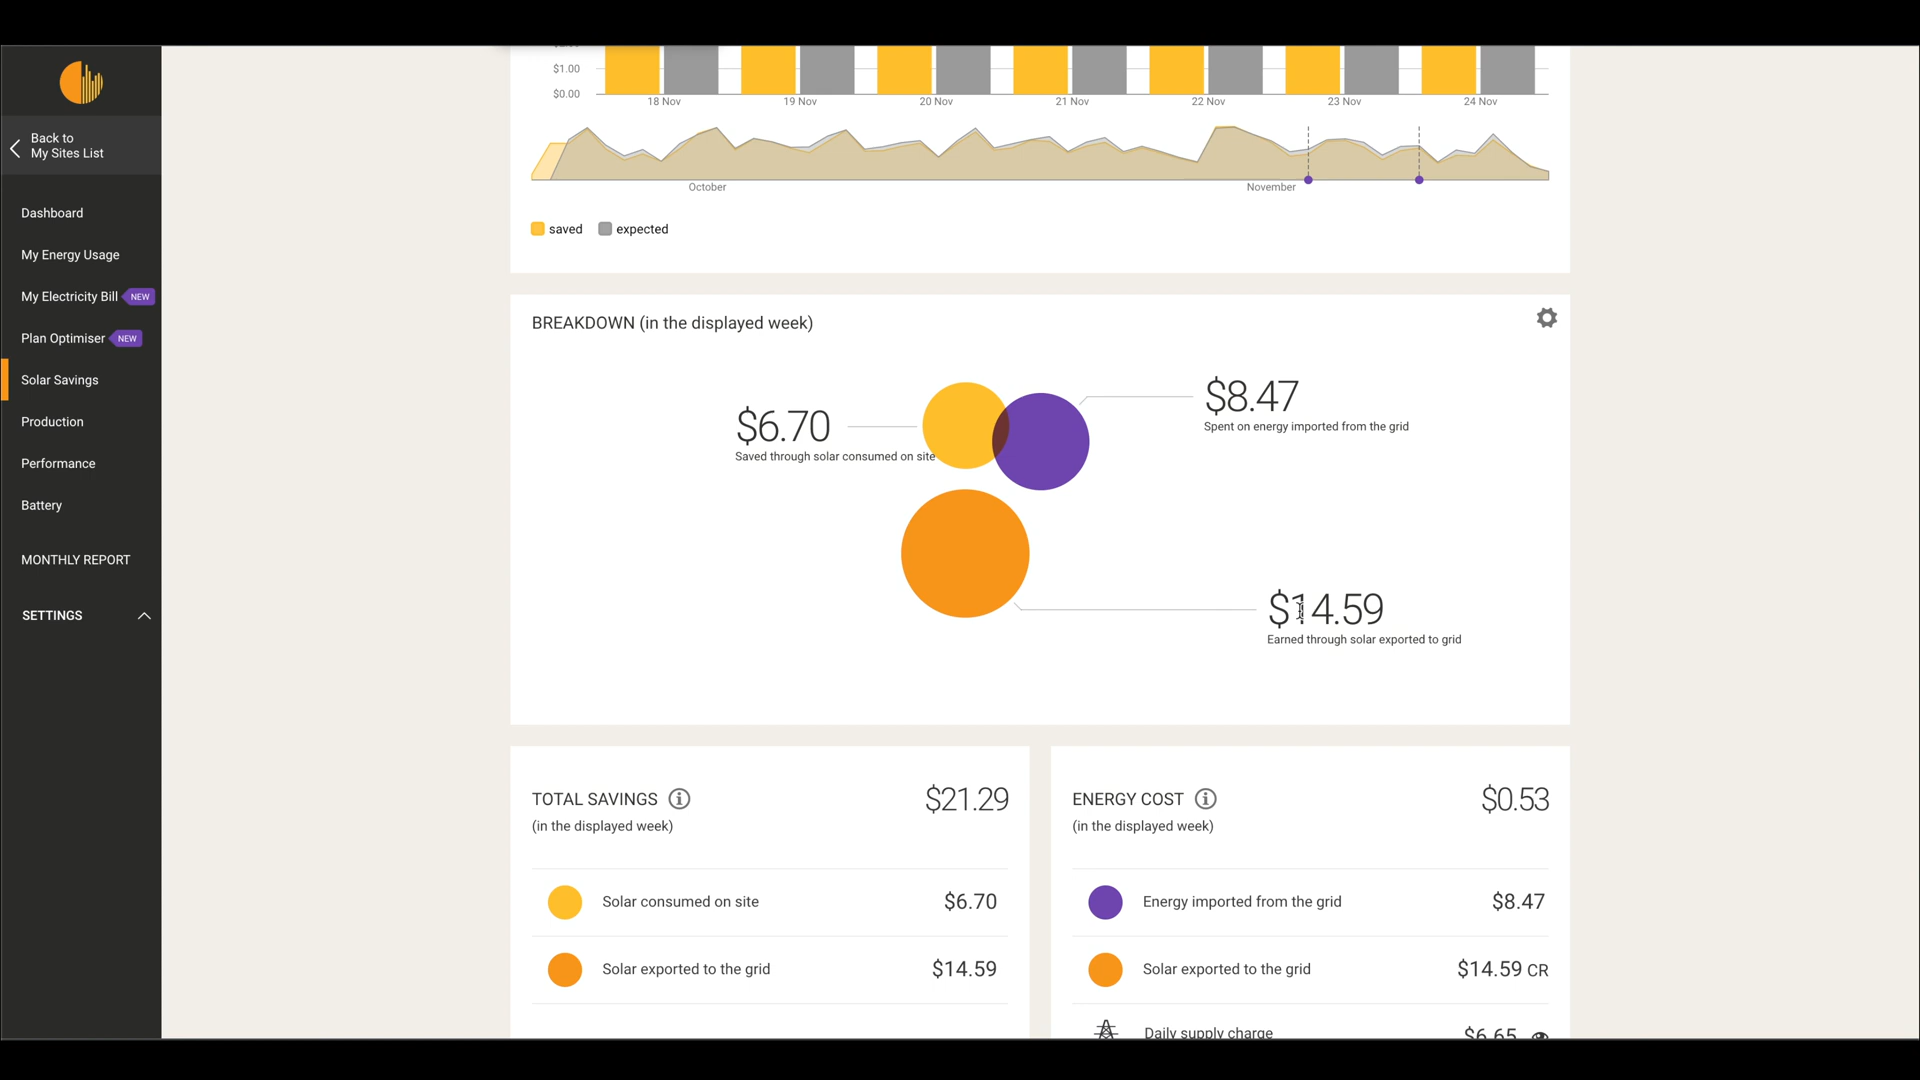 $1.00
$0.00
18 Nov 19 Nov 20 Nov 21 Nov 22 Nov 23 Nov 24 Nov
October November
saved expected
Back to
My Sites List
Dashboard
My Energy Usage
My Electricity Bill NEW
Plan Optimiser NEW
Solar Savings
Production
Performance
Battery
MONTHLY REPORT
SETTINGS
BREAKDOWN (in the displayed week)
$6.70
Saved through solar consumed on site
$8.47
Spent on energy imported from the grid
$14.59
Earned through solar exported to grid
TOTAL SAVINGS $21.29
(in the displayed week)
Solar consumed on site $6.70
Solar exported to the grid $14.59
ENERGY COST $0.53
(in the displayed week)
Energy imported from the grid $8.47
Solar exported to the grid $14.59 CR
Daily supply charge $6.65